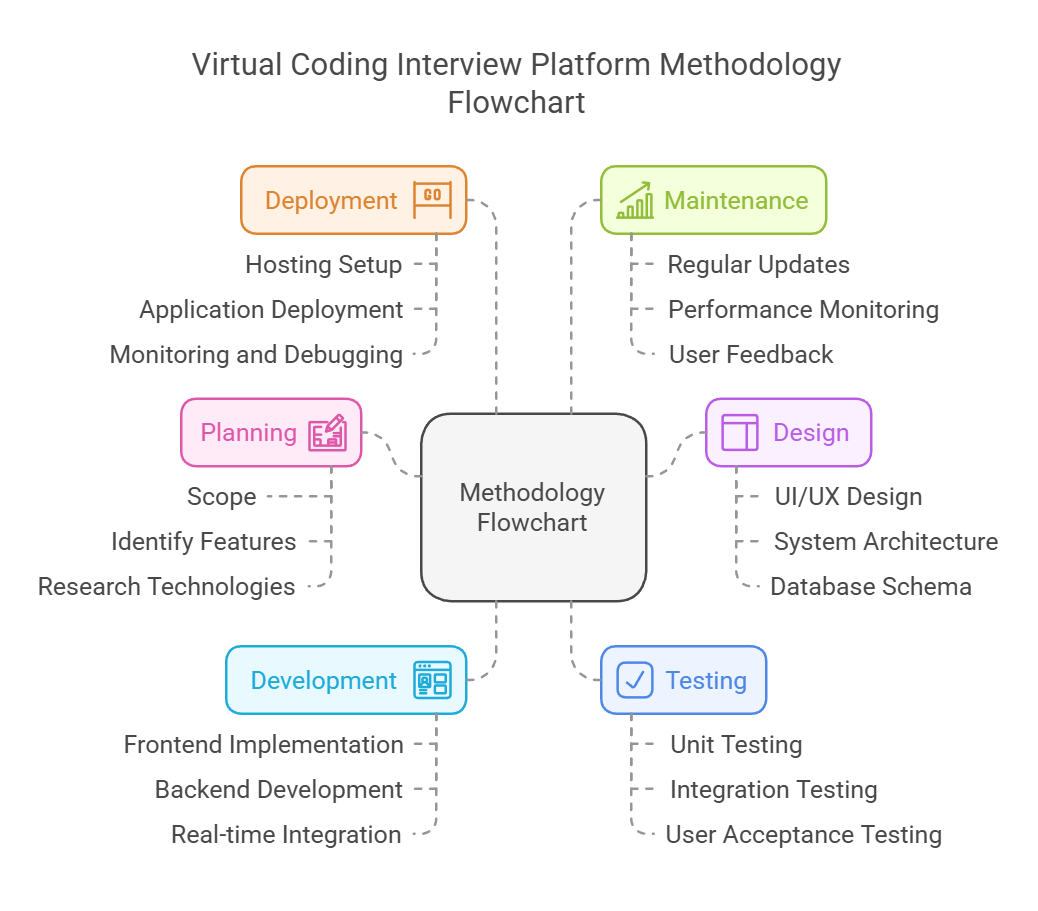 Virtual Coding Interview Platform Methodology
Flowchart
Deployment
GO
Hosting Setup
Application Deployment
Monitoring and Debugging
Maintenance
Regular Updates
Performance Monitoring
User Feedback
Planning
Scope
Identify Features
Research Technologies
Methodology
Flowchart
Design
UI/UX Design
System Architecture
Database Schema
Development
Frontend Implementation
Backend Development
Real-time Integration
Testing
Unit Testing
Integration Testing
User Acceptance Testing